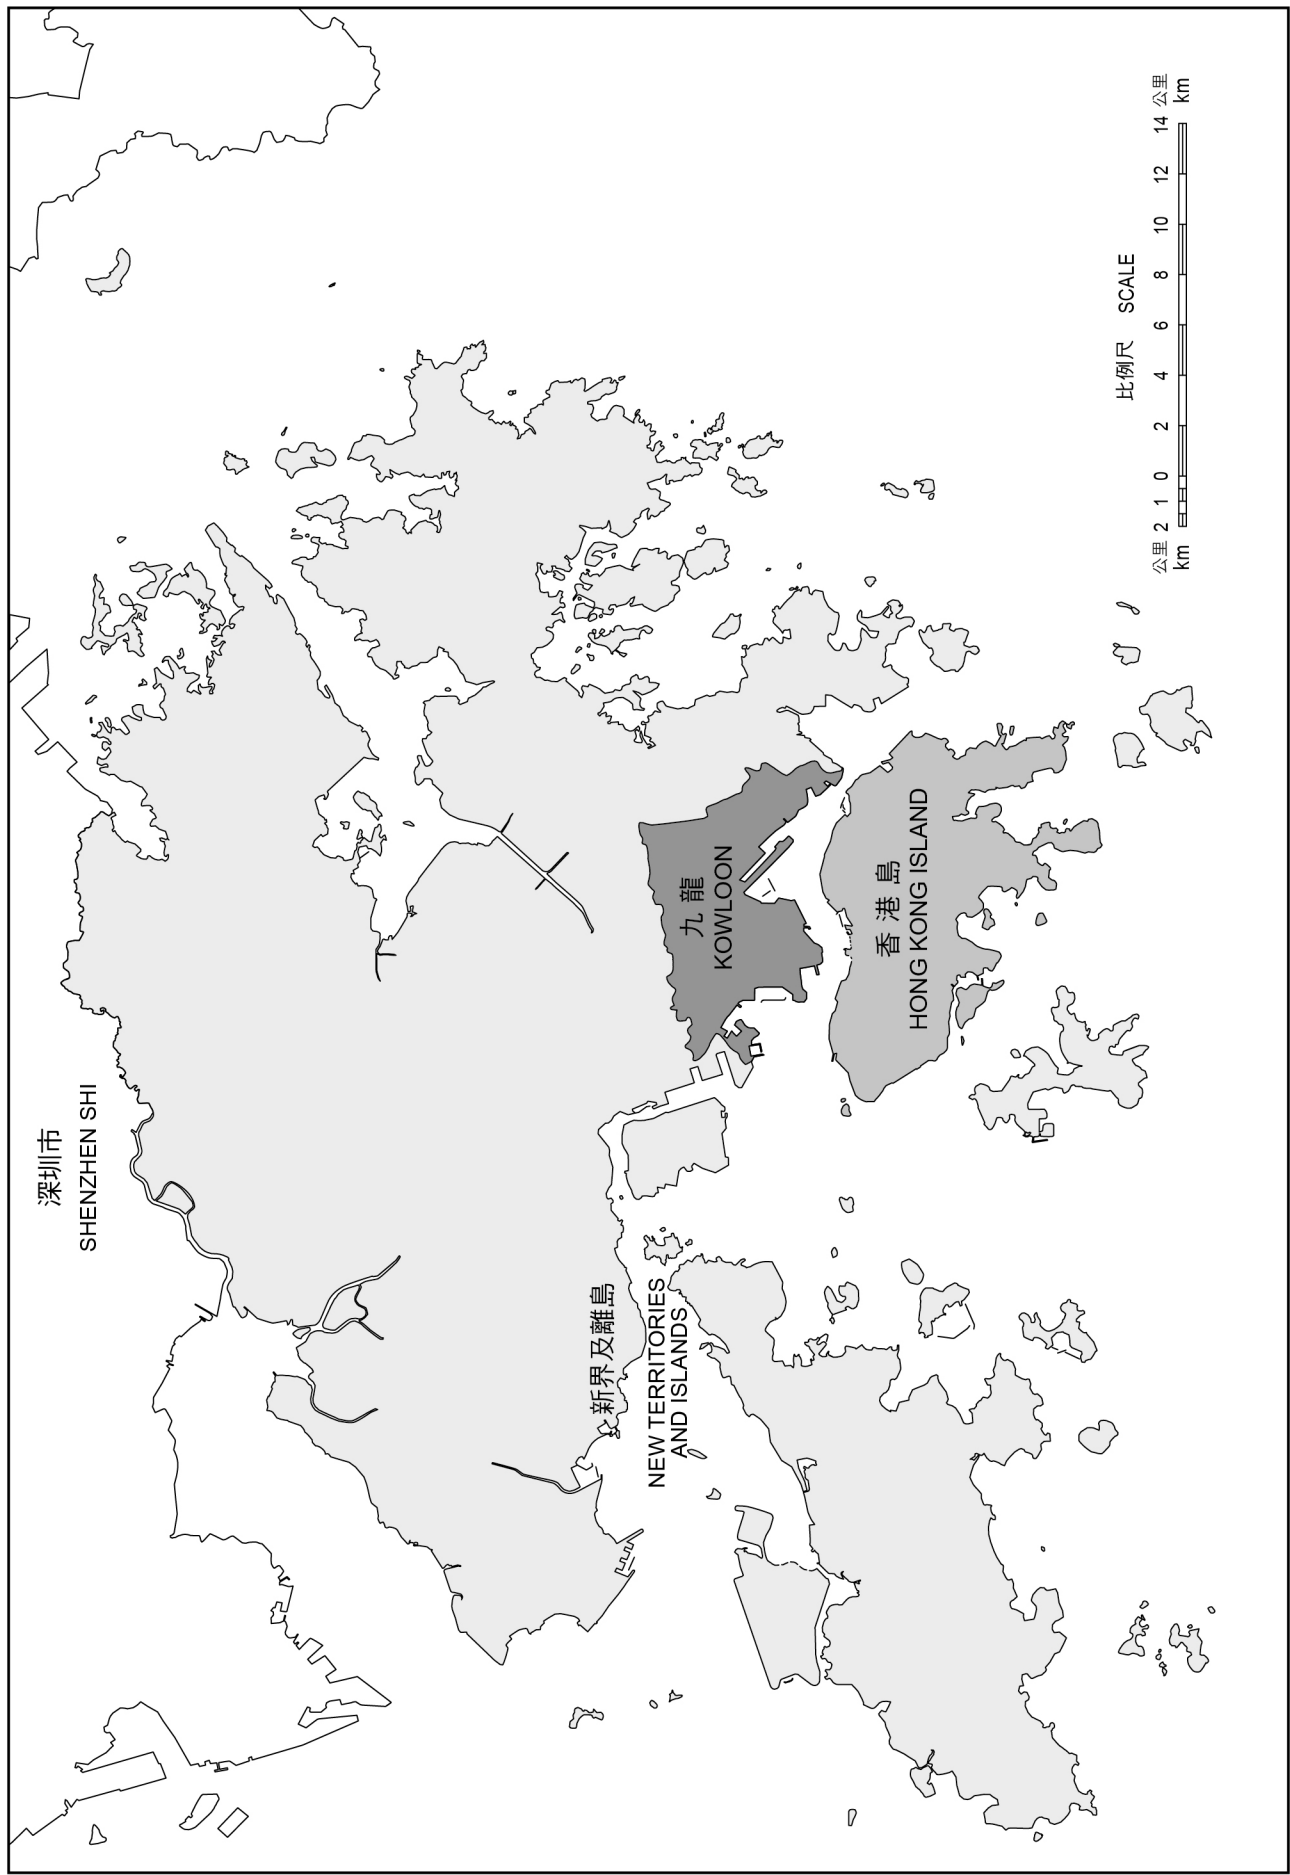 深圳市
SHENZHEN SHI
新界及離島
NEW TERRITORIES
AND ISLANDS
九龍
KOWLOON
香港島
HONG KONG ISLAND
比例尺 SCALE
公里 2 1 0 2 4 6 8 10 12 14 公里
km km